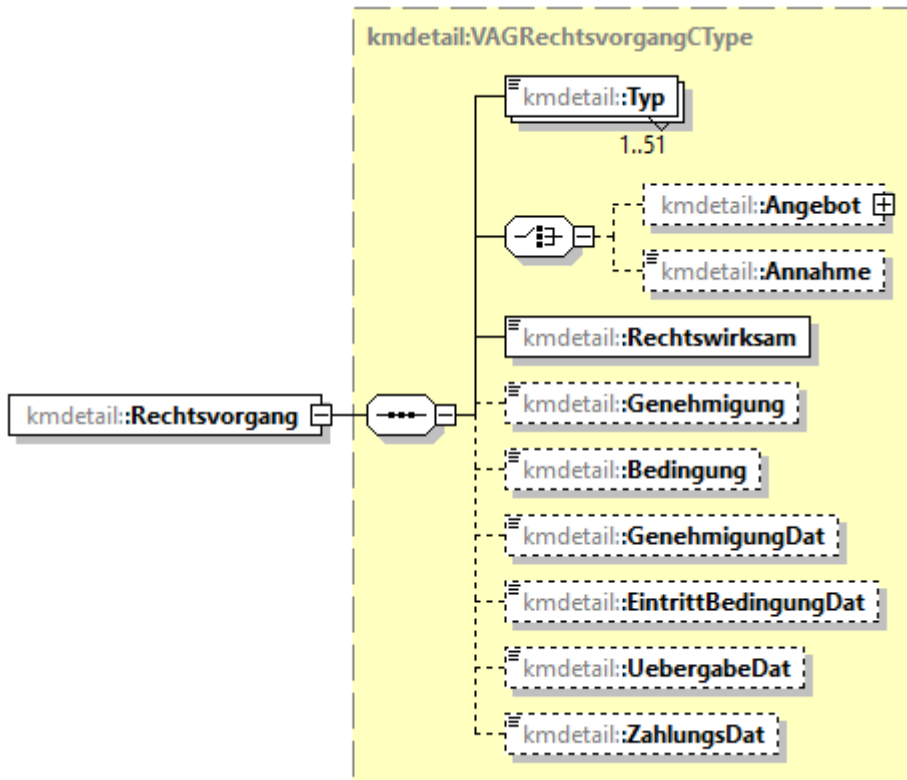 kmdetail:VAGRechtsvorgangCType
kmdetail::Typ
1..51
kmdetail::Angebot
kmdetail::Annahme
kmdetail::Rechtswirksam
kmdetail::Rechtsvorgang
kmdetail::Genehmigung
kmdetail::Bedingung
kmdetail::GenehmigungDat
kmdetail::EintrittBedingungDat
kmdetail::UebergabeDat
kmdetail::ZahlungsDat